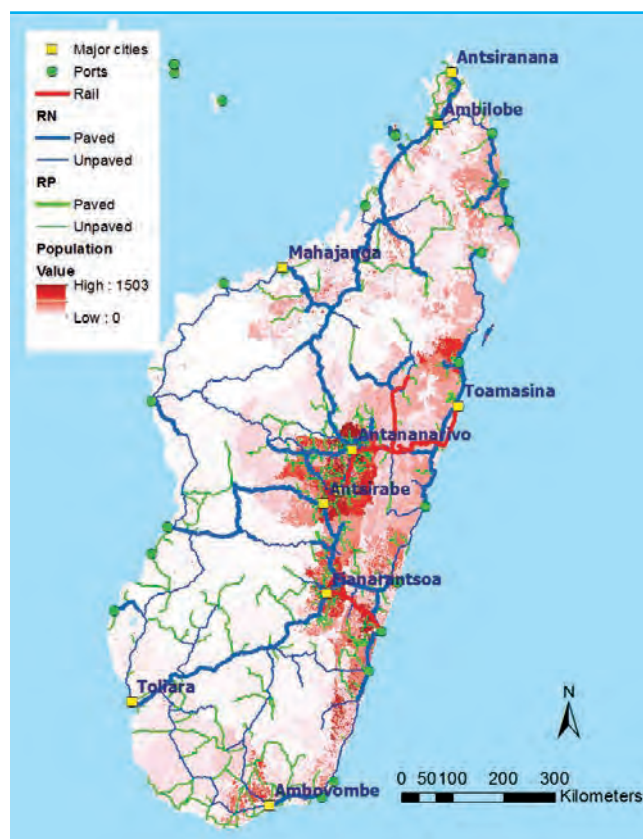 Major cities
Ports
Rail
RN
Paved
Unpaved
RP
Paved
Unpaved
Population
Value
High : 1503
Low : 0
Antsiranana
Ambilobe
Mahajanga
Toamasina
Antananarivo
Antsirabe
Fianarantsoa
Toliara
Ambovombe
N
0 50 100 200 300
Kilometers